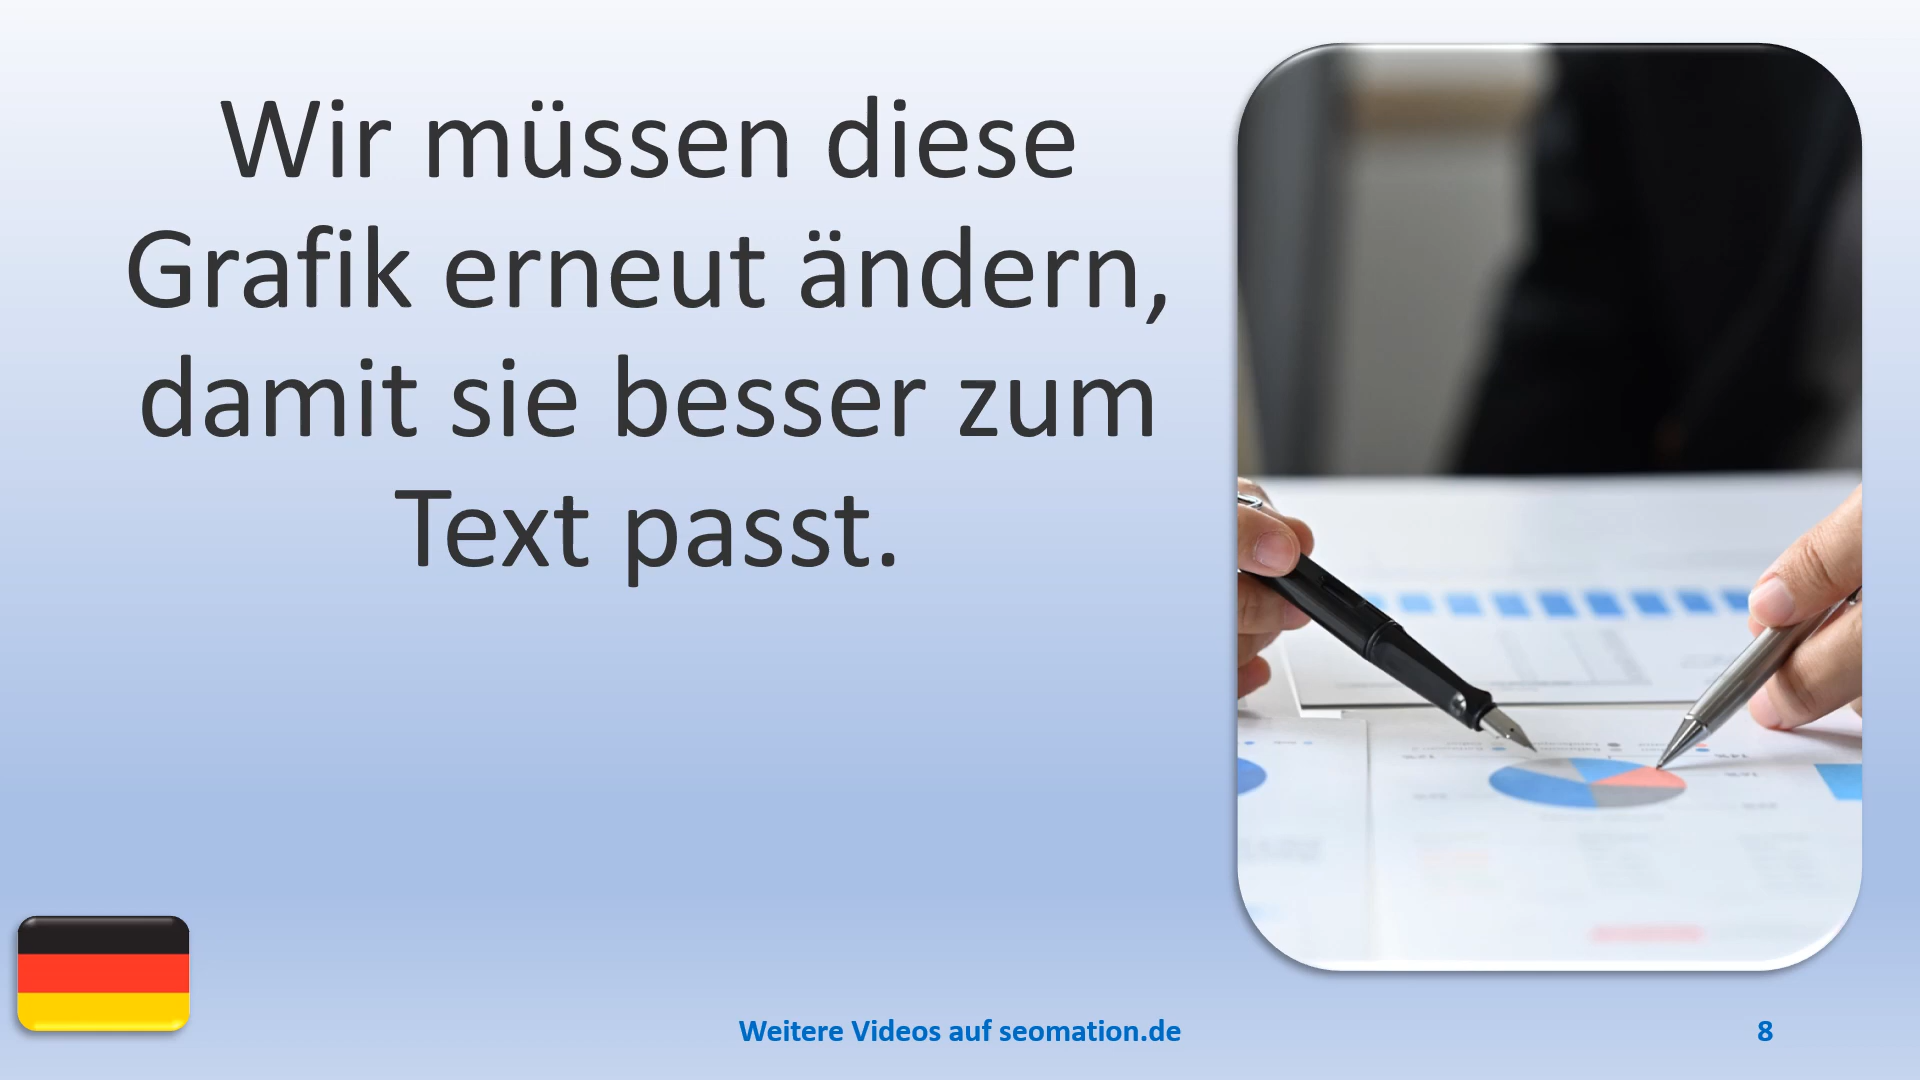 Wir müssen diese
Grafik erneut ändern,
damit sie besser zum
Text passt.
Weitere Videos auf seomation.de
8